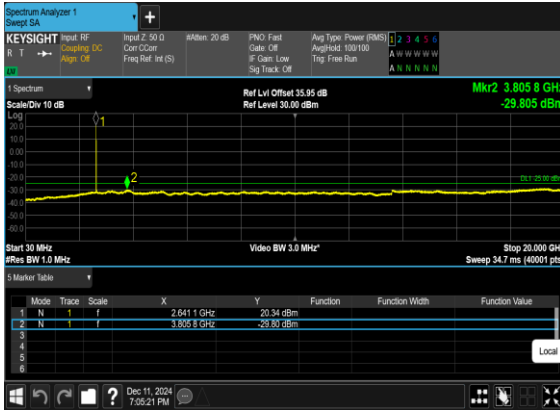 Spectrum Analyzer 1
Swept SA
+
KEYSIGHT Input: RF Input Z: 50 Ω #Atten: 20 dB PNO: Fast Avg Type: Power (RMS) 1 2 3 4 5 6
R T Coupling: DC Corr CCorr Gate: Off Avg|Hold: 100/100 A W W W W W
Align: Off Freq Ref: Int (S) IF Gain: Low Trig: Free Run
Sig Track: Off A N N N N N
1 Spectrum
Ref Lvl Offset 35.95 dB Mkr2 3.805 8 GHz
Scale/Div 10 dB Ref Level 30.00 dBm -29.805 dBm
Log
1
20.0
10.0
0.00
-10.0
-20.0
DL1 -25.00 dBm
2
-30.0
-40.0
-50.0
-60.0
Start 30 MHz Video BW 3.0 MHz* Stop 20.000 GH
#Res BW 1.0 MHz Sweep 34.7 ms (40001 pts
5 Marker Table
Mode Trace Scale X Y Function Function Width Function Value
1 N 1 f 2.641 1 GHz 20.34 dBm
2 N 1 f 3.805 8 GHz -29.80 dBm
3
4
5
6
Local
?
Dec 11, 2024
7:05:21 PM